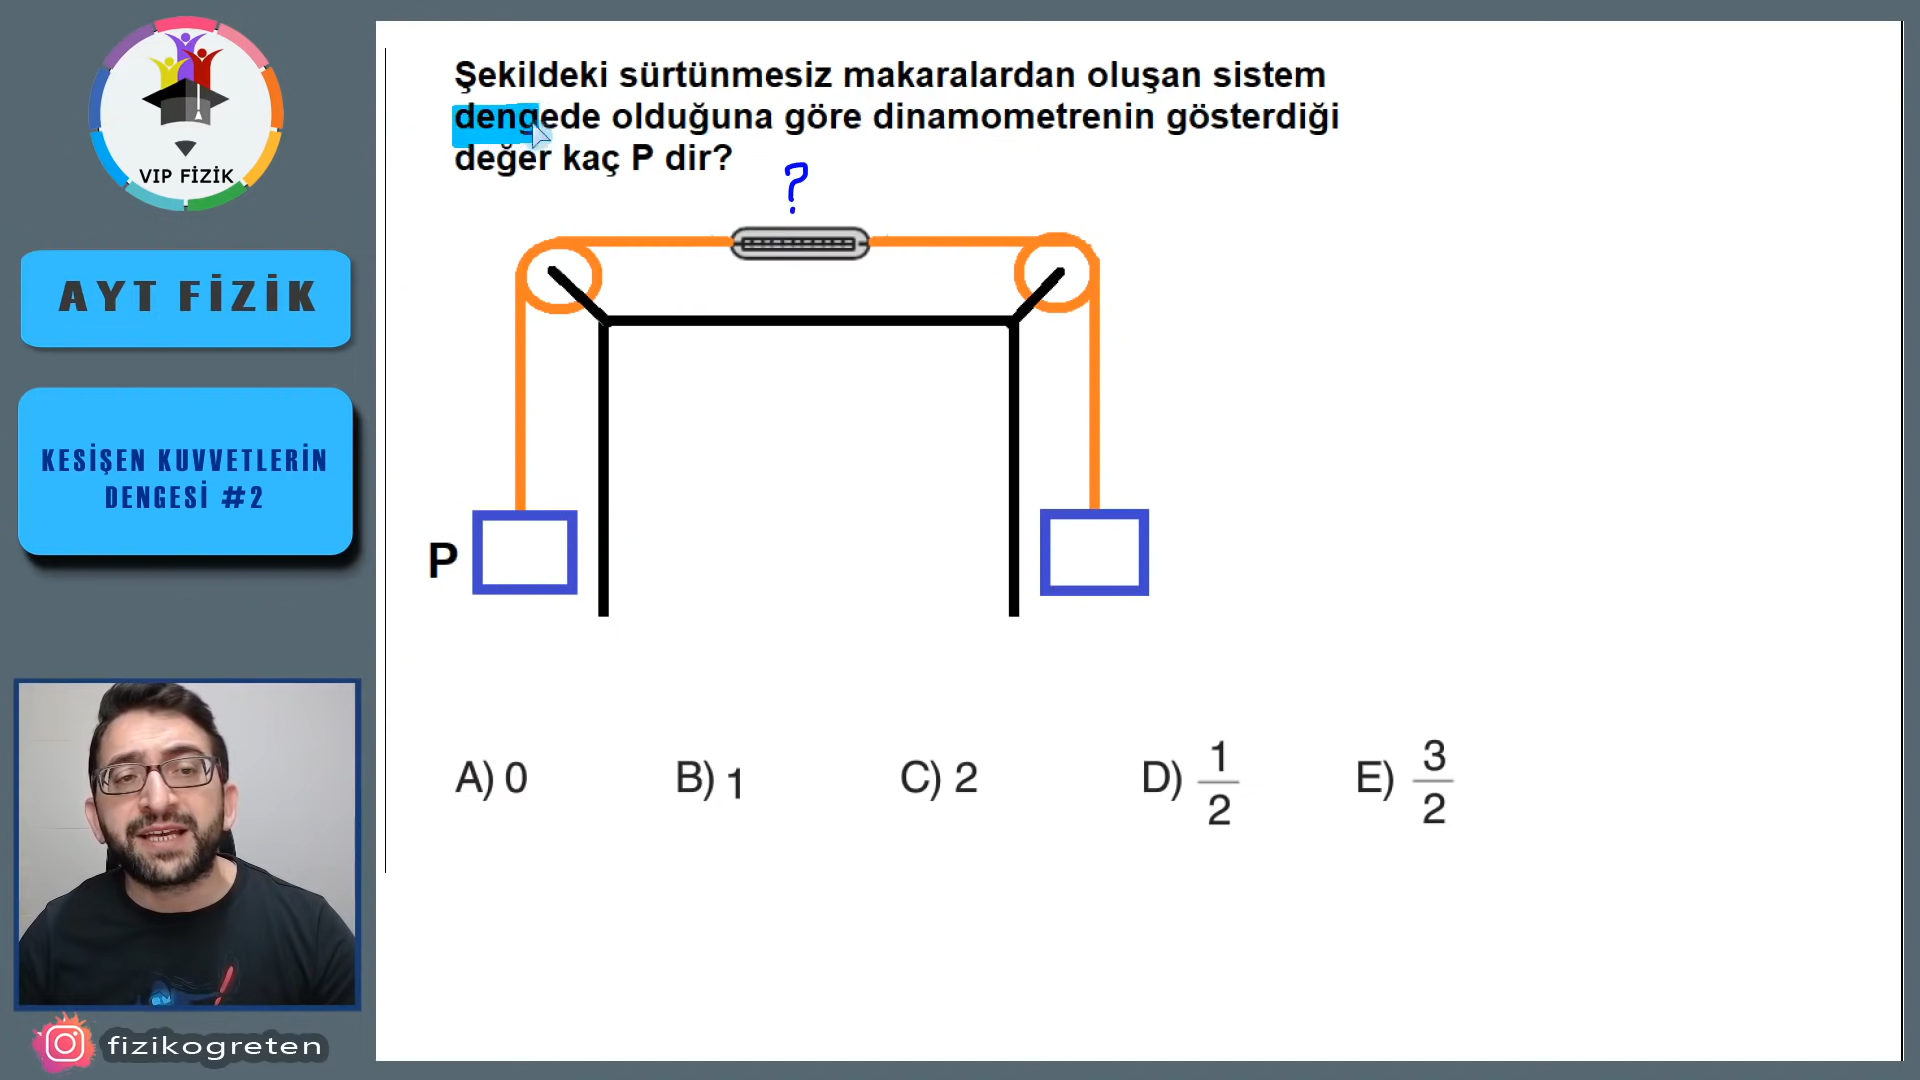 VIP FİZİK
AYT FİZİK
KESİŞEN KUVVETLERİN
DENGESİ #2
fizikogreten
Şekildeki sürtünmesiz makaralardan oluşan sistem
dengede olduğuna göre dinamometrenin gösterdiği
değer kaç P dir?
?
P
A) 0 B) 1 C) 2 D) 1/2 E) 3/2